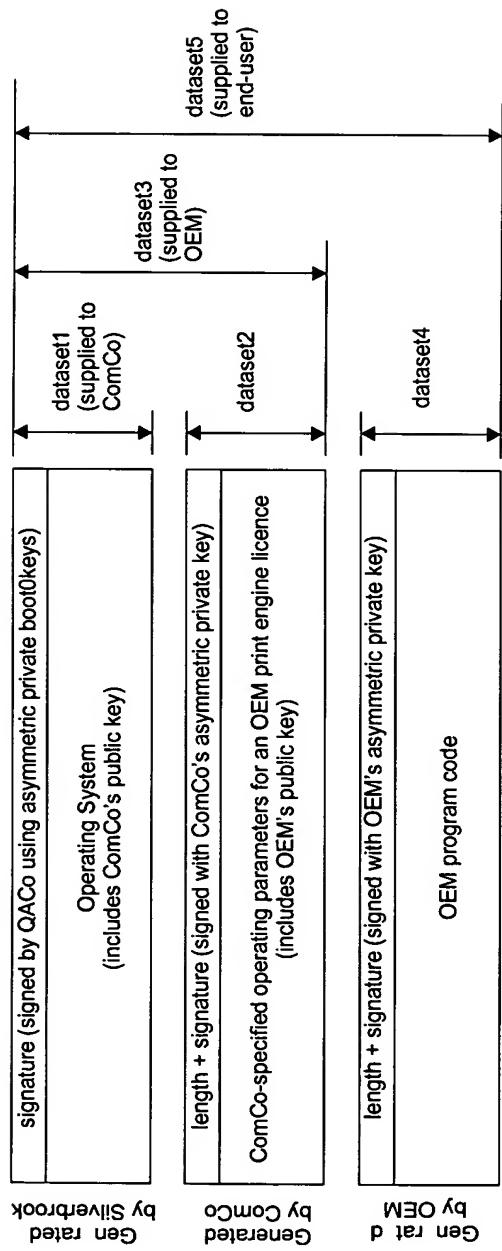 Gen rated
by Silverbrook
signature (signed by QACo using asymmetric private boot0keys)
Operating System
(includes ComCo's public key)
dataset1
(supplied to
ComCo)
Generated
by ComCo
length + signature (signed with ComCo's asymmetric private key)
ComCo-specified operating parameters for an OEM print engine licence
(includes OEM's public key)
dataset2
dataset3
(supplied to
OEM)
Gen rat d
by OEM
length + signature (signed with OEM's asymmetric private key)
OEM program code
dataset4
dataset5
(supplied to
end-user)